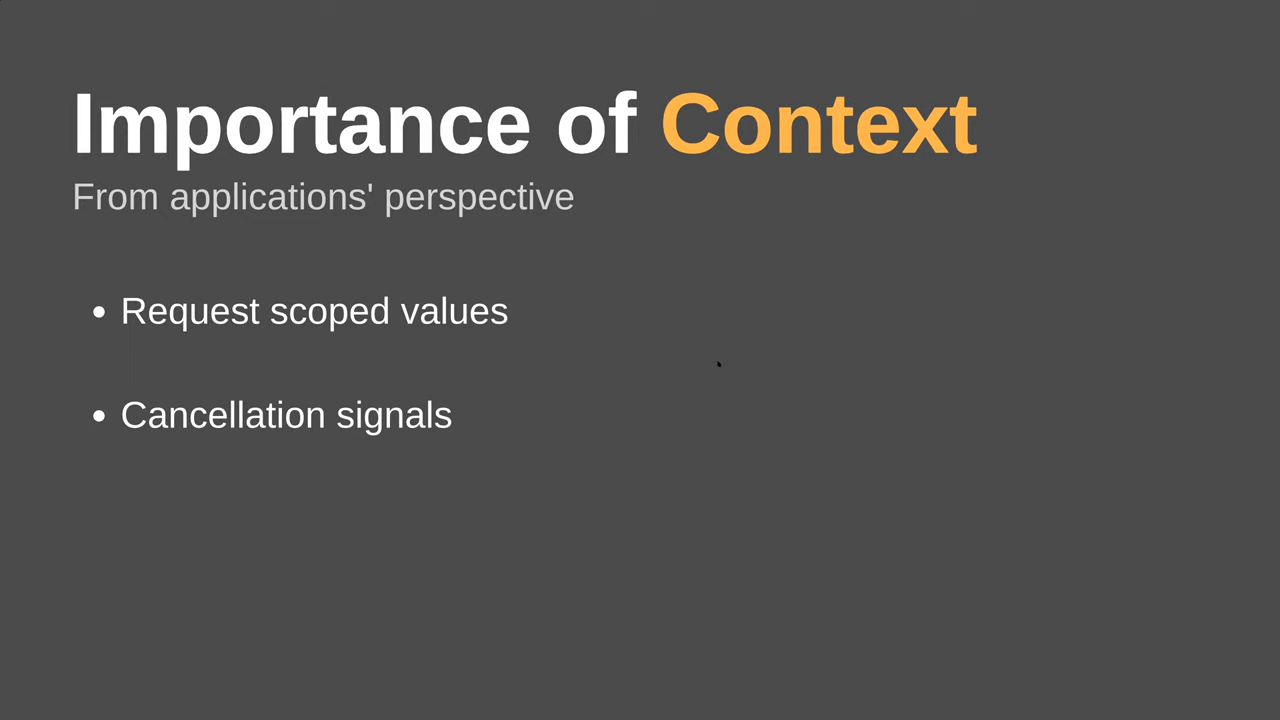 Importance of Context
From applications' perspective
• Request scoped values
• Cancellation signals